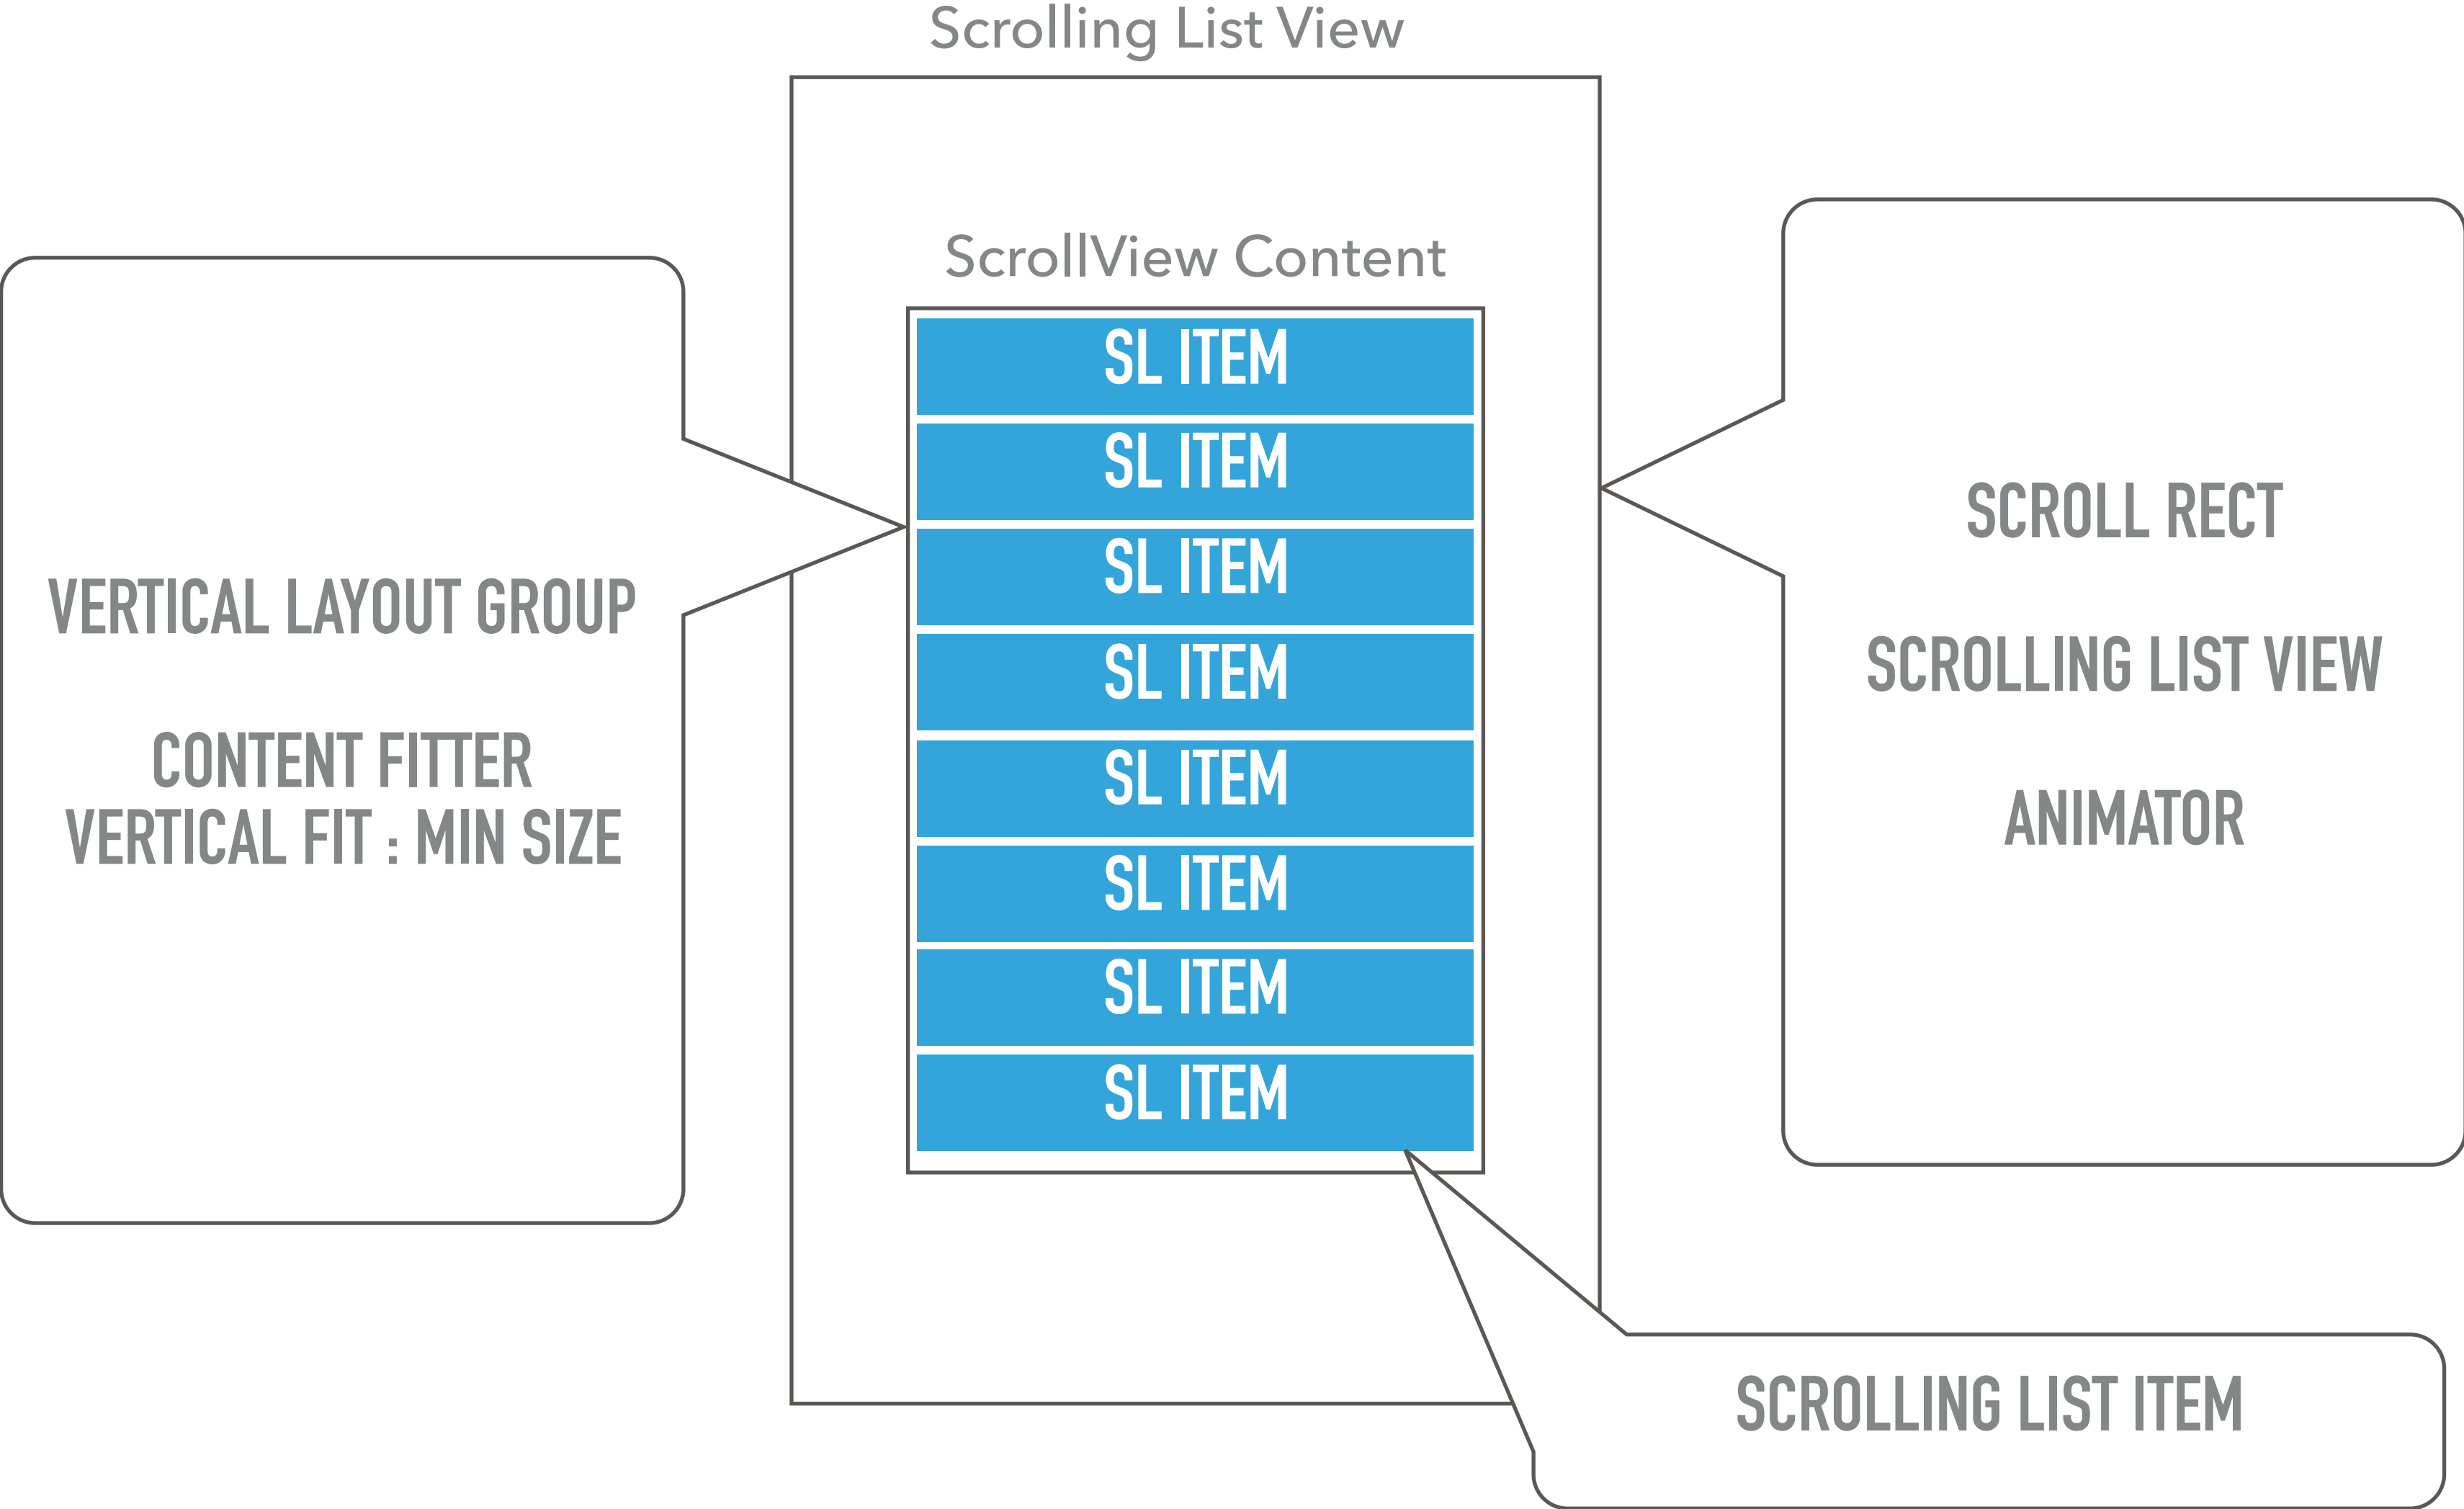 Scrolling List View
ScrollView Content
SL ITEM
SL ITEM
SL ITEM
SL ITEM
SL ITEM
SL ITEM
SL ITEM
SL ITEM
VERTICAL LAYOUT GROUP
CONTENT FITTER
VERTICAL FIT : MIN SIZE
SCROLL RECT
SCROLLING LIST VIEW
ANIMATOR
SCROLLING LIST ITEM